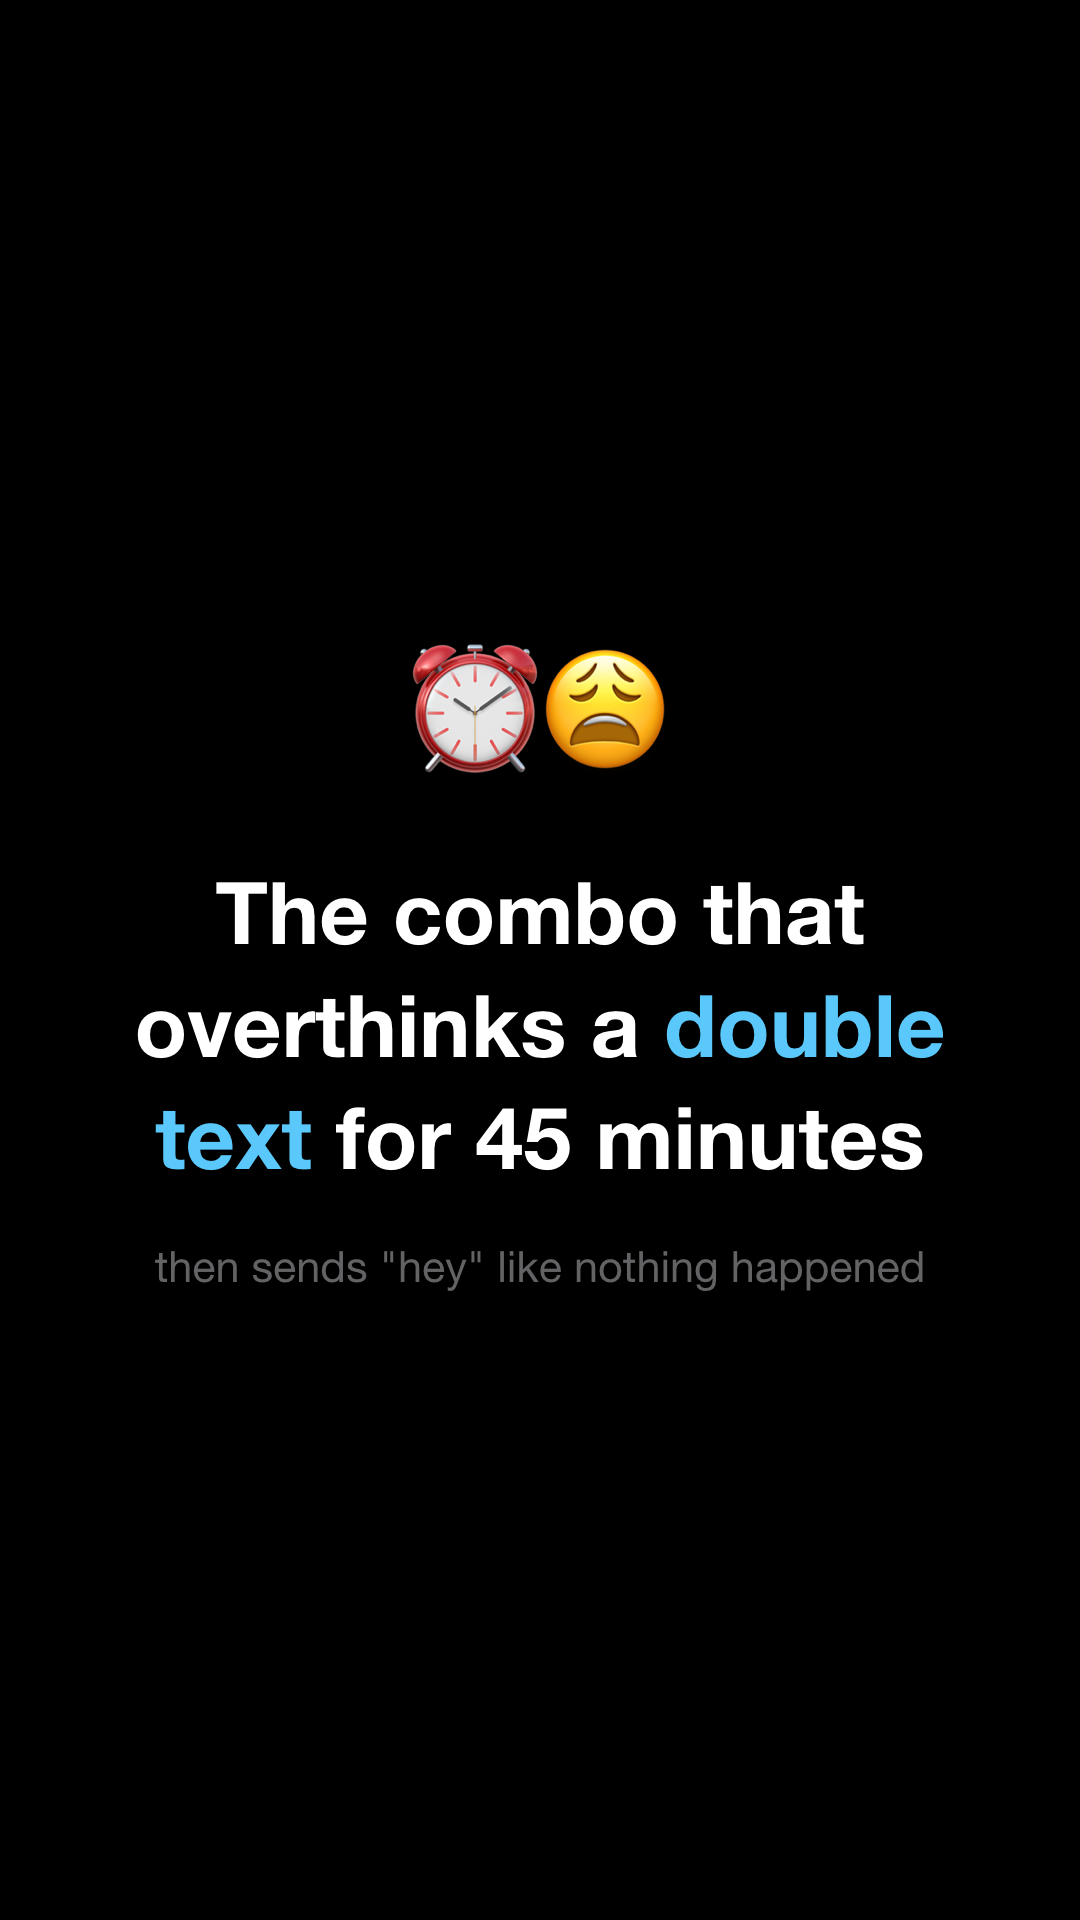 The combo that
overthinks a double
text for 45 minutes
then sends "hey" like nothing happened